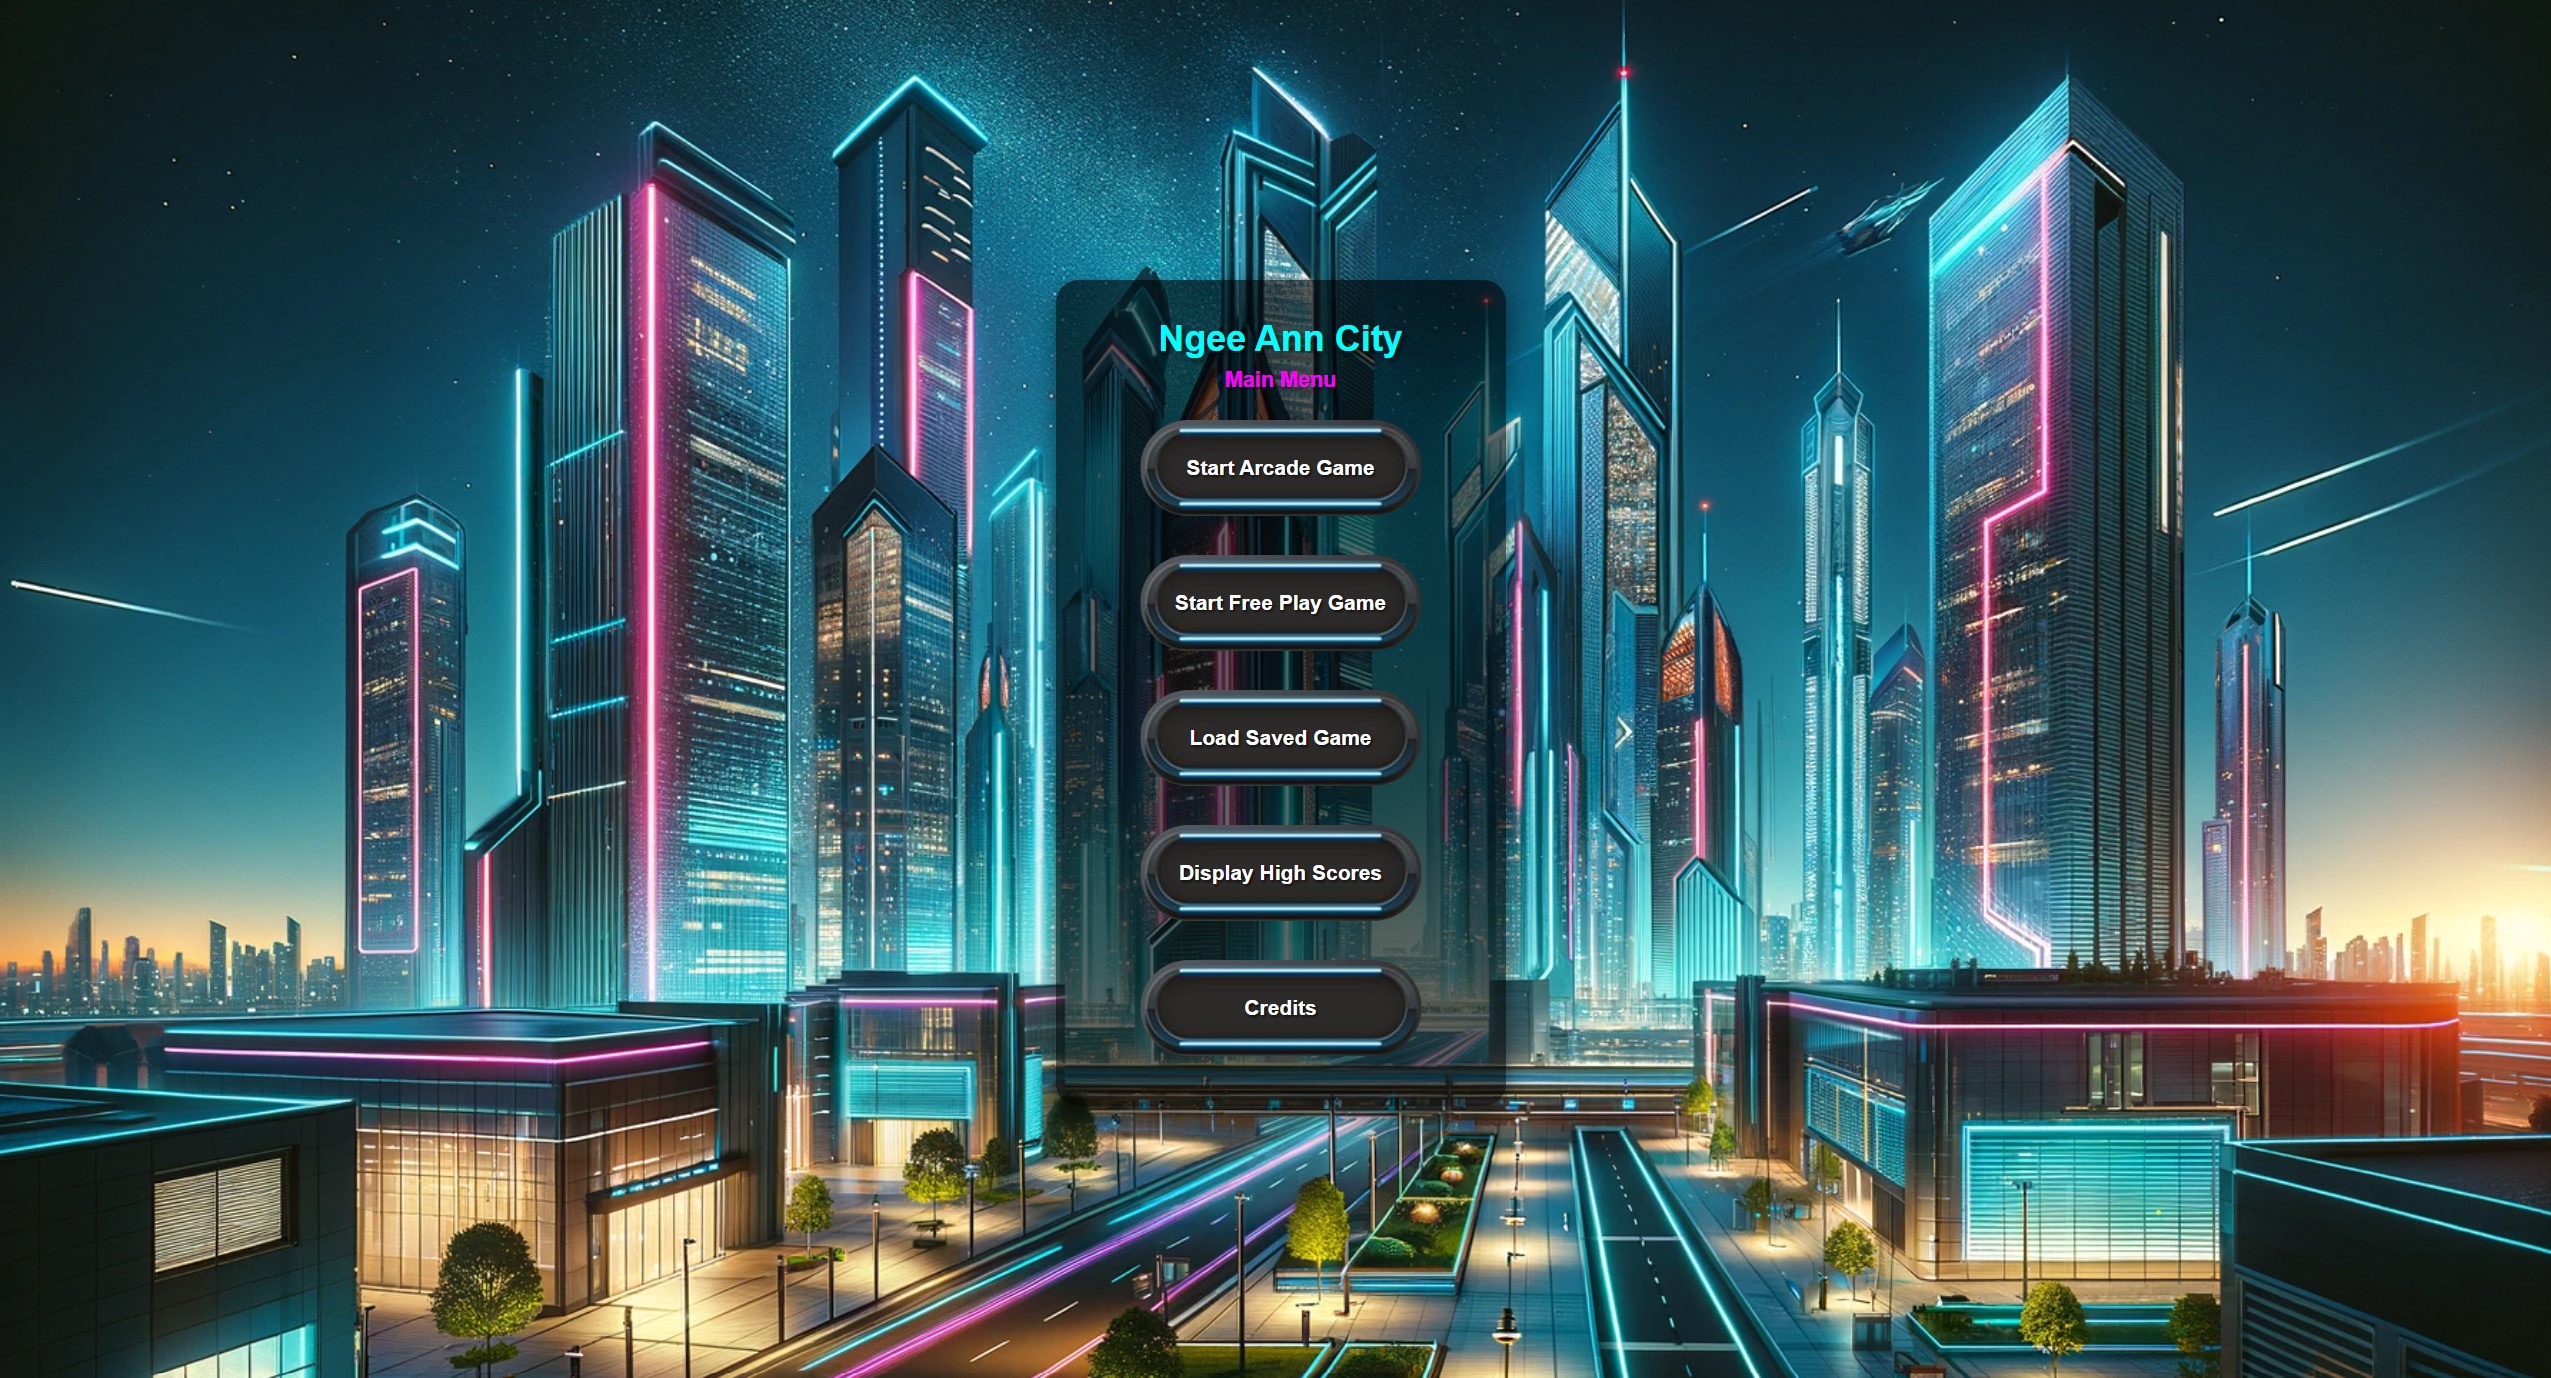 Ngee Ann City
Main Menu
Start Arcade Game
Start Free Play Game
Load Saved Game
Display High Scores
Credits